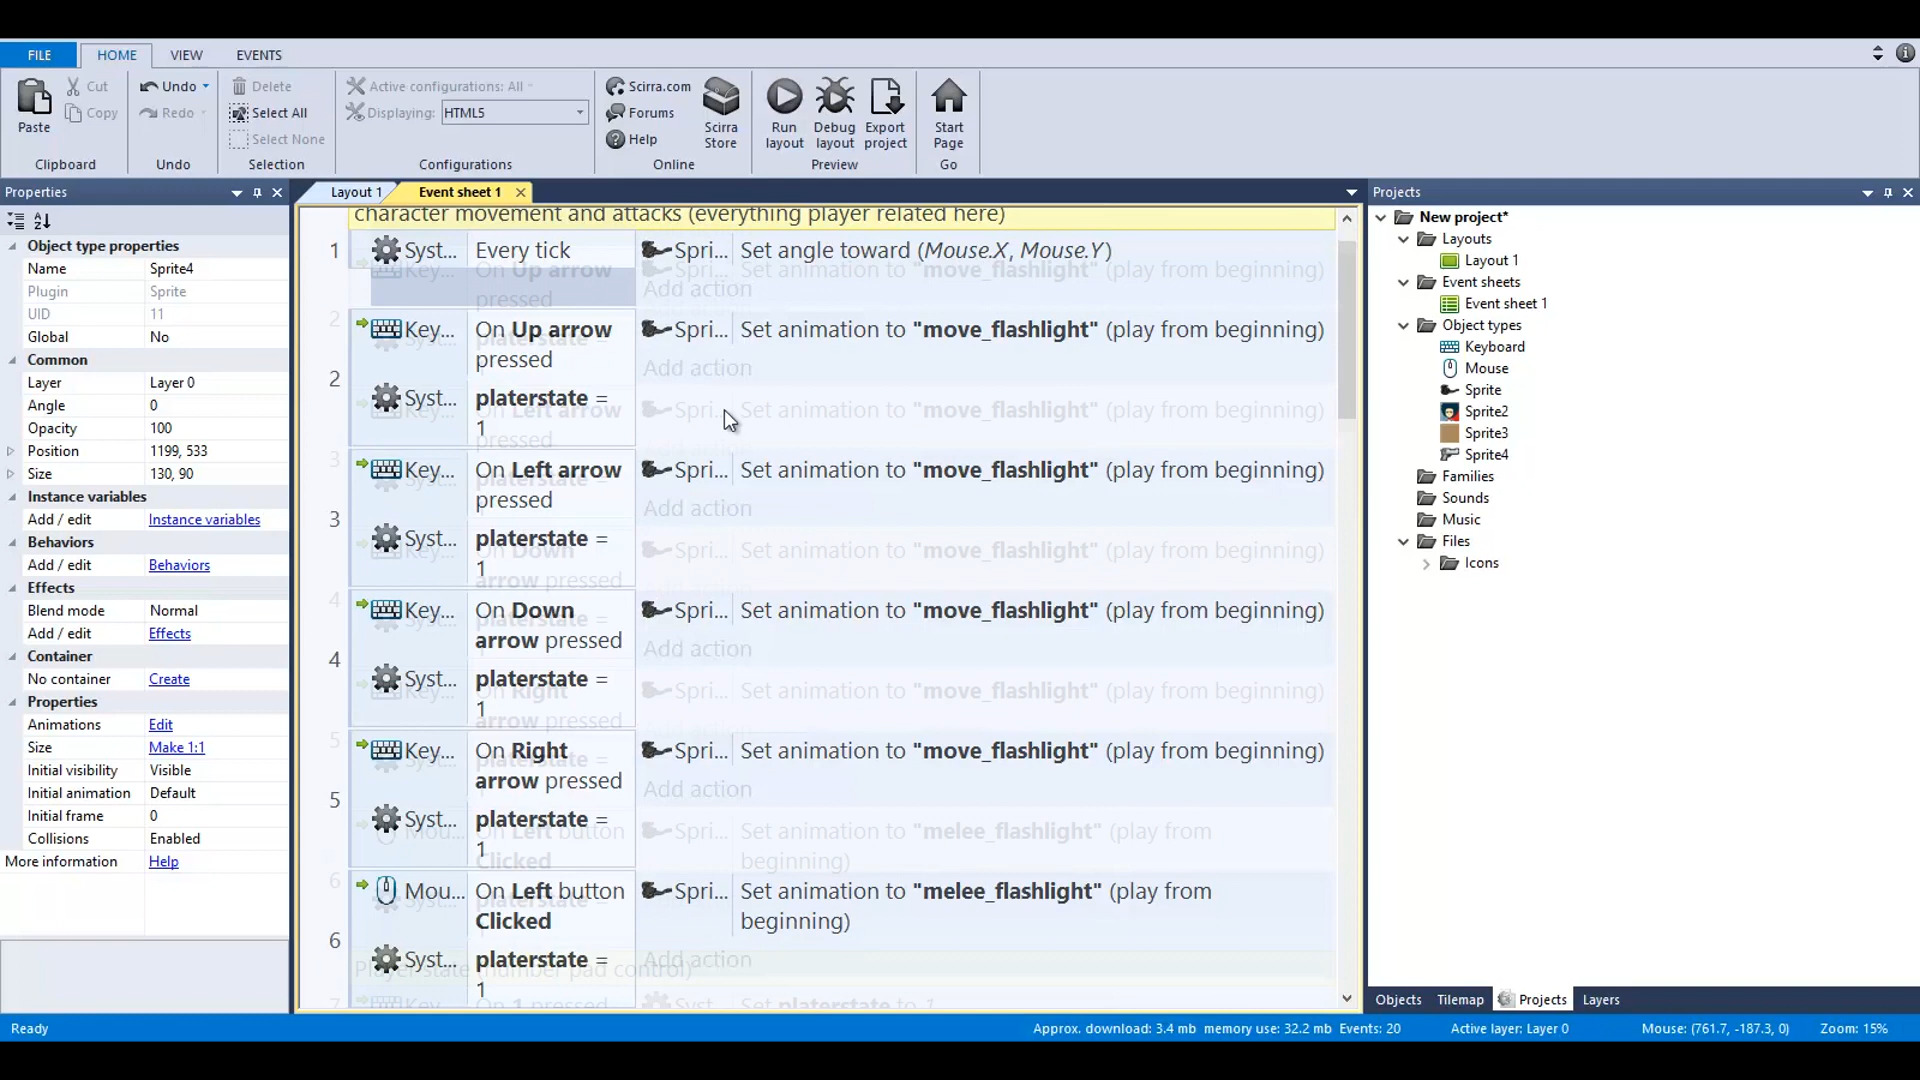 FILE
HOME
VIEW
EVENTS
Paste
Cut
Copy
Clipboard
Undo
Redo
Undo
Delete
Select All
Select None
Selection
Active configurations: All
Displaying: HTML5
Configurations
Scirra.com
Forums
Help
Scirra Store
Online
Run layout
Debug layout
Export project
Preview
Start Page
Go
Properties
Object type properties
Name Sprite4
Plugin Sprite
UID 11
Global No
Common
Layer Layer 0
Angle 0
Opacity 100
Position 1199, 533
Size 130, 90
Instance variables
Add / edit Instance variables
Behaviors
Add / edit Behaviors
Effects
Blend mode Normal
Add / edit Effects
Container
No container Create
Properties
Animations Edit
Size Make 1:1
Initial visibility Visible
Initial animation Default
Initial frame 0
Collisions Enabled
More information Help
Layout 1
Event sheet 1
character movement and attacks (everything player related here)
1 Syst... Every tick Spri... Set angle toward (Mouse.X, Mouse.Y)
Add action
Key... On Up arrow pressed Spri... Set animation to "move_flashlight" (play from beginning)
Add action
2 Syst... platerstate = 1
Key... On Left arrow pressed Spri... Set animation to "move_flashlight" (play from beginning)
Add action
3 Syst... platerstate = 1
Key... On Down arrow pressed Spri... Set animation to "move_flashlight" (play from beginning)
Add action
4 Syst... platerstate = 1
Key... On Right arrow pressed Spri... Set animation to "move_flashlight" (play from beginning)
Add action
5 Syst... platerstate = 1
Mou... On Left button Clicked Spri... Set animation to "melee_flashlight" (play from beginning)
Add action
6 Syst... platerstate = 1
Projects
New project*
Layouts
Layout 1
Event sheets
Event sheet 1
Object types
Keyboard
Mouse
Sprite
Sprite2
Sprite3
Sprite4
Families
Sounds
Music
Files
Icons
Objects
Tilemap
Projects
Layers
Ready
Approx. download: 3.4 mb memory use: 32.2 mb Events: 20
Active layer: Layer 0
Mouse: (761.7, -187.3, 0)
Zoom: 15%